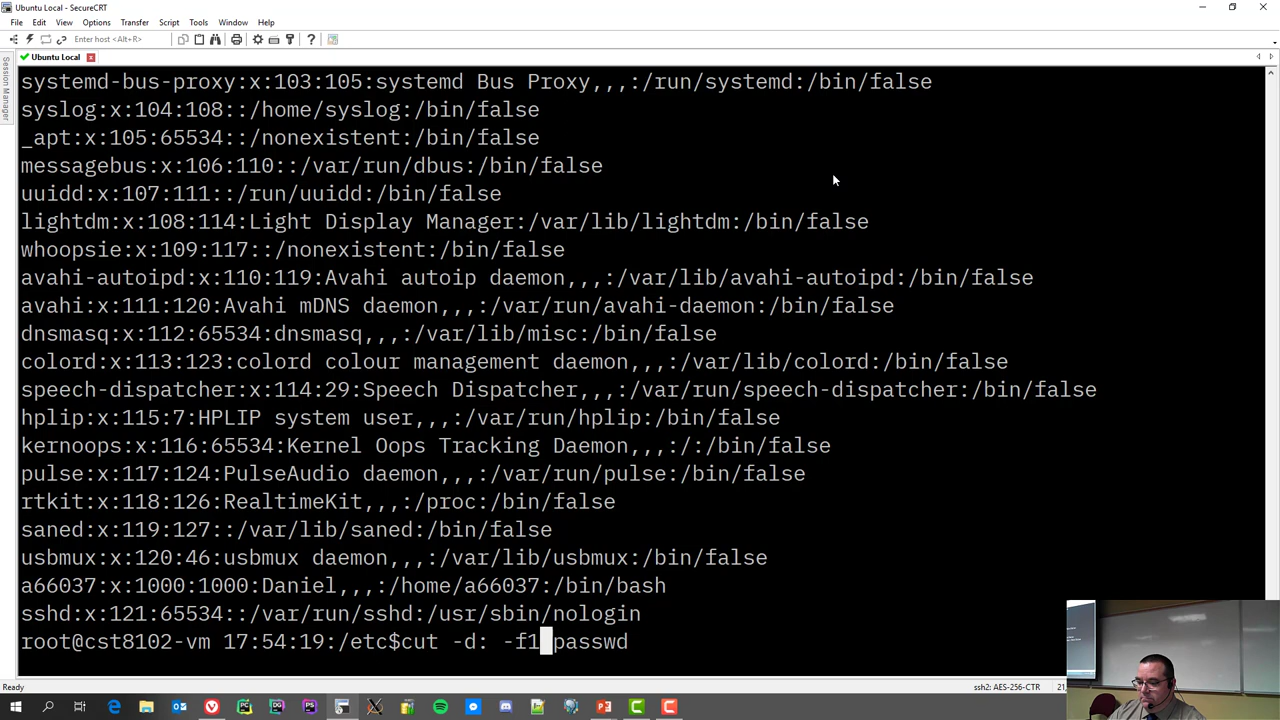 Ubuntu Local - SecureCRT
File Edit View Options Transfer Script Tools Window Help
Enter host <Alt+R>
Session Manager
Ubuntu Local
systemd-bus-proxy:x:103:105:systemd Bus Proxy,,,:/run/systemd:/bin/false
syslog:x:104:108::/home/syslog:/bin/false
_apt:x:105:65534::/nonexistent:/bin/false
messagebus:x:106:110::/var/run/dbus:/bin/false
uuidd:x:107:111::/run/uuidd:/bin/false
lightdm:x:108:114:Light Display Manager:/var/lib/lightdm:/bin/false
whoopsie:x:109:117::/nonexistent:/bin/false
avahi-autoipd:x:110:119:Avahi autoip daemon,,,:/var/lib/avahi-autoipd:/bin/false
avahi:x:111:120:Avahi mDNS daemon,,,:/var/run/avahi-daemon:/bin/false
dnsmasq:x:112:65534:dnsmasq,,,:/var/lib/misc:/bin/false
colord:x:113:123:colord colour management daemon,,,:/var/lib/colord:/bin/false
speech-dispatcher:x:114:29:Speech Dispatcher,,,:/var/run/speech-dispatcher:/bin/false
hplip:x:115:7:HPLIP system user,,,:/var/run/hplip:/bin/false
kernoops:x:116:65534:Kernel Oops Tracking Daemon,,,:/:/bin/false
pulse:x:117:124:PulseAudio daemon,,,:/var/run/pulse:/bin/false
rtkit:x:118:126:RealtimeKit,,,:/proc:/bin/false
saned:x:119:127::/var/lib/saned:/bin/false
usbmux:x:120:46:usbmux daemon,,,:/var/lib/usbmux:/bin/false
a66037:x:1000:1000:Daniel,,,:/home/a66037:/bin/bash
sshd:x:121:65534::/var/run/sshd:/usr/sbin/nologin
root@cst8102-vm 17:54:19:/etc$cut -d: -f1 passwd
Ready
ssh2: AES-256-CTR
21,